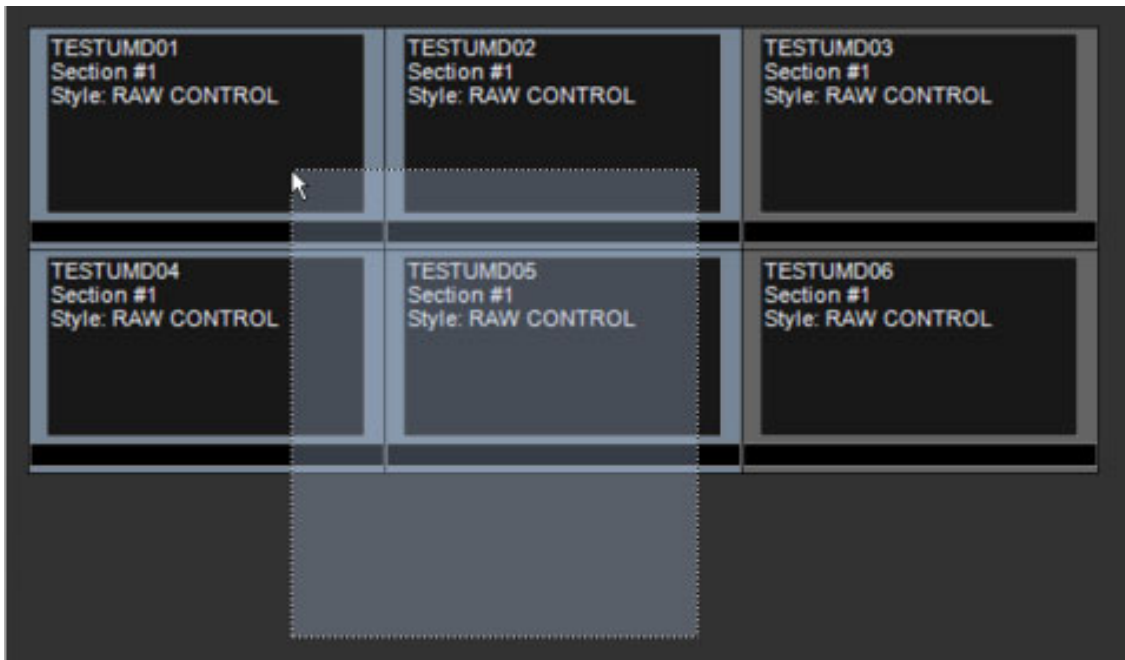 TESTUMD01
Section #1
Style: RAW CONTROL
TESTUMD02
Section #1
Style: RAW CONTROL
TESTUMD03
Section #1
Style: RAW CONTROL
TESTUMD04
Section #1
Style: RAW CONTROL
TESTUMD05
Section #1
Style: RAW CONTROL
TESTUMD06
Section #1
Style: RAW CONTROL